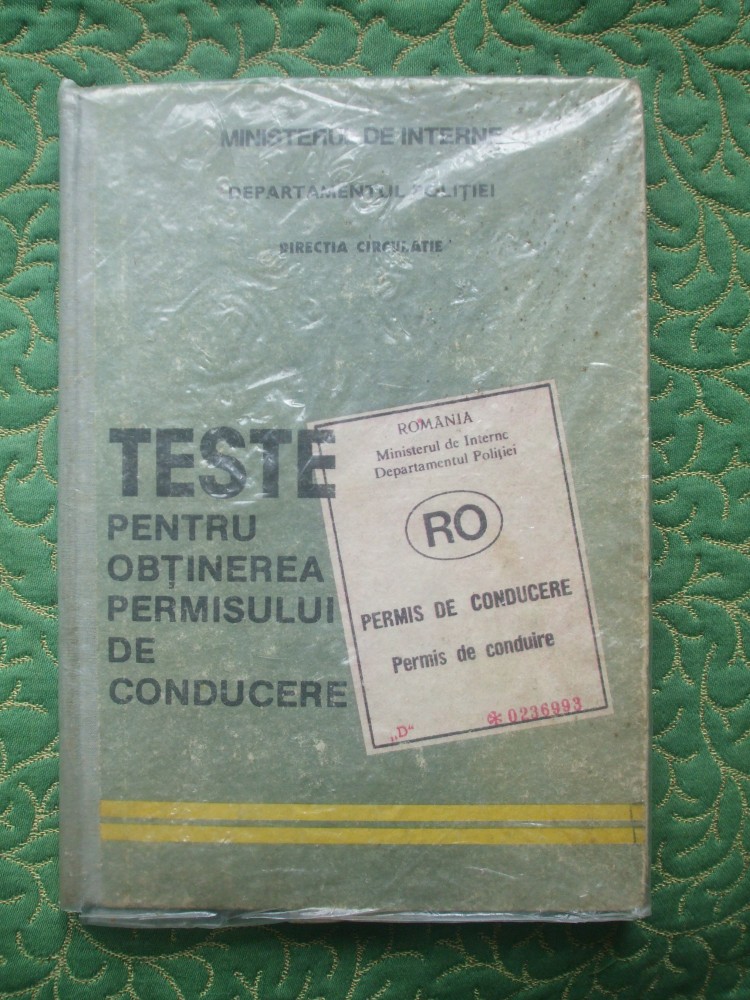 MINISTERUL DE INTERNE
DEPARTAMENTUL POLIȚIEI
DIRECTIA CIRCULATIE
TESTE
PENTRU
OBȚINEREA
PERMISULUI
DE
CONDUCERE
ROMÂNIA
Ministerul de Interne
Departamentul Poliției
RO
PERMIS DE CONDUCERE
Permis de conduire
„D“ * 0236993